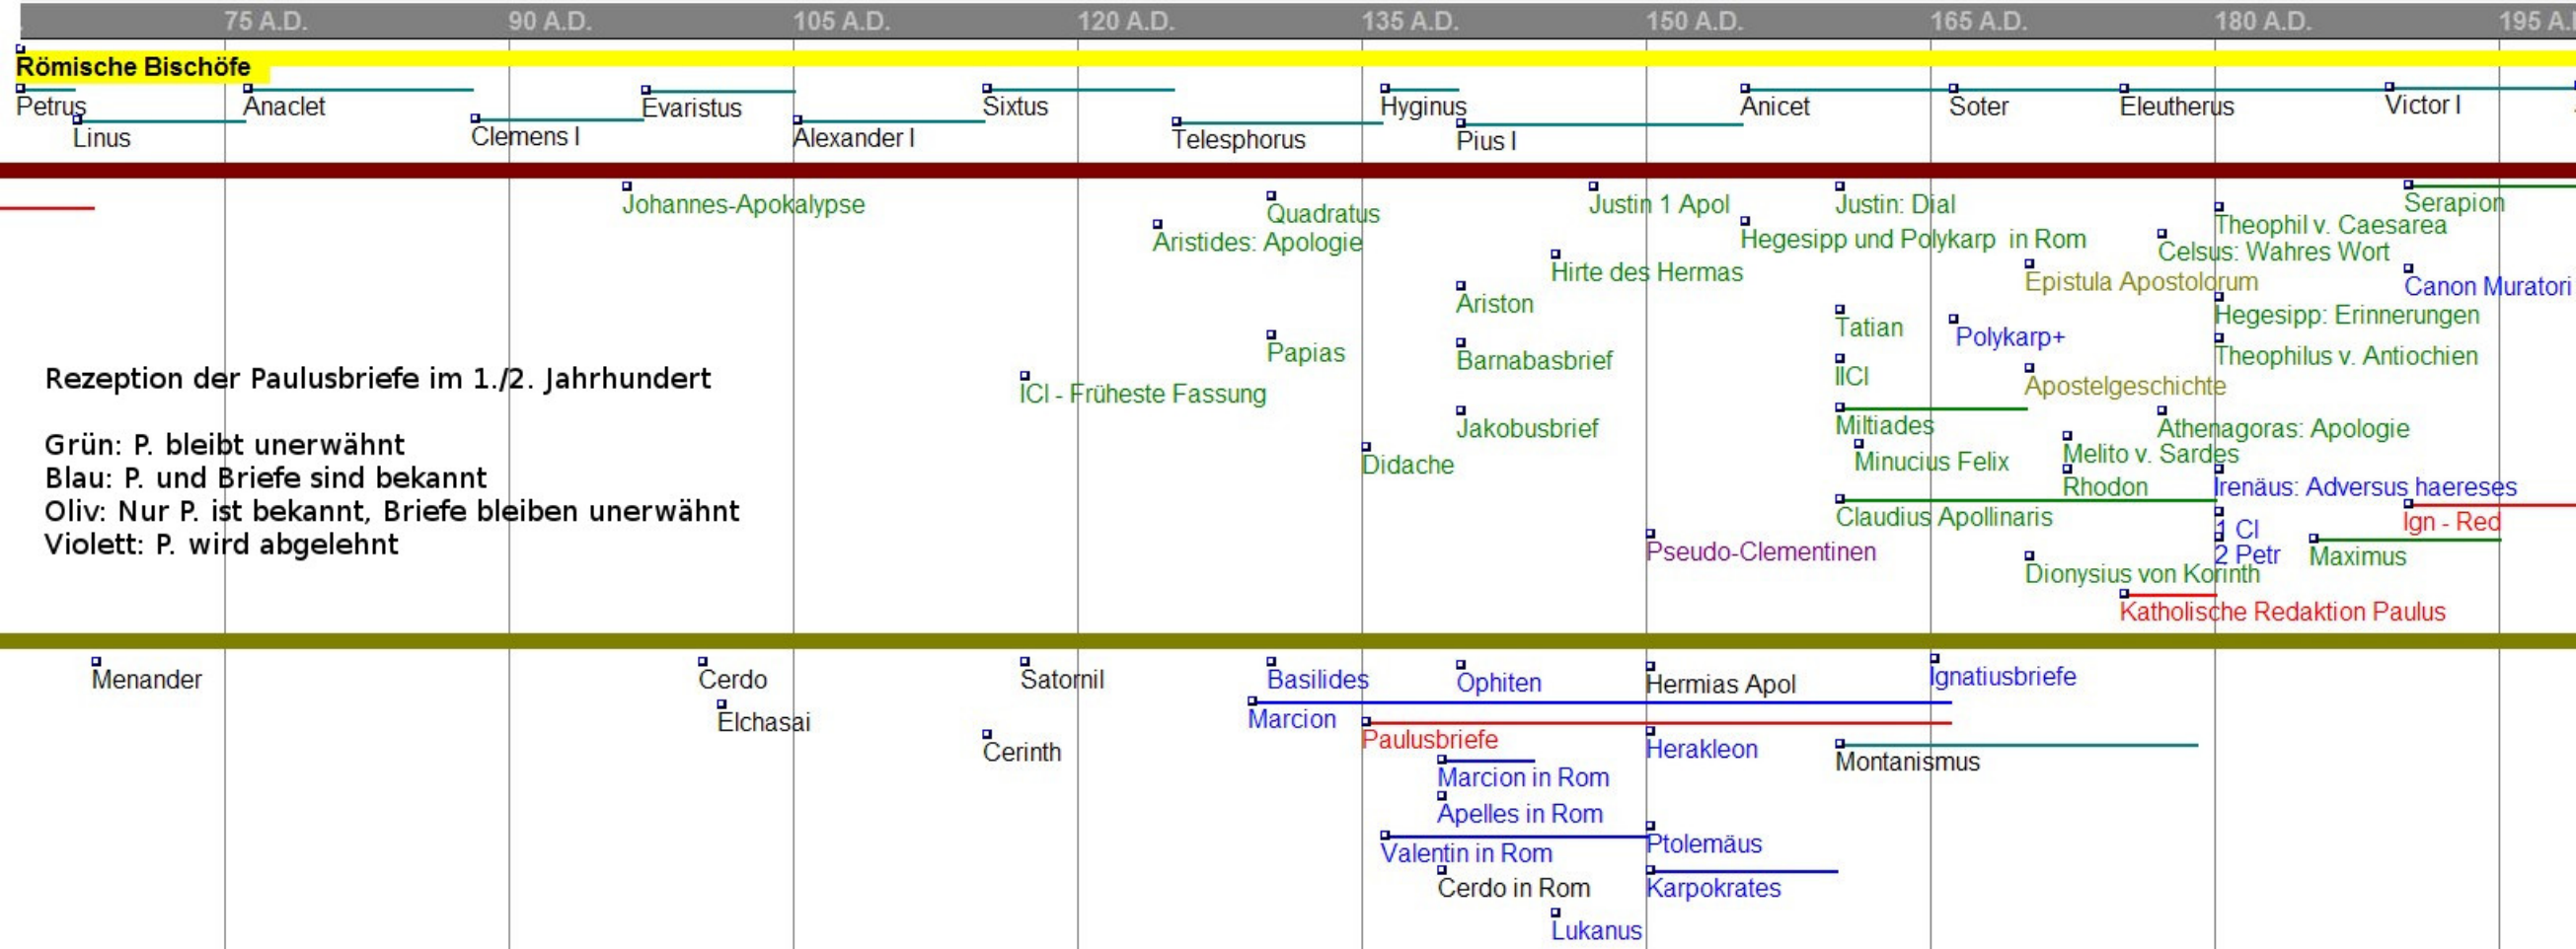 75 A.D.
90 A.D.
105 A.D.
120 A.D.
135 A.D.
150 A.D.
165 A.D.
180 A.D.
195 A.
Römische Bischöfe
Petrus
Anaclet
Evaristus
Sixtus
Hyginus
Anicet
Soter
Eleutherus
Victor I
Linus
Clemens I
Alexander I
Telesphorus
Pius I
Johannes-Apokalypse
Quadratus
Justin 1 Apol
Justin: Dial
Serapion
Aristides: Apologie
Hegesipp und Polykarp in Rom
Theophil v. Caesarea
Celsus: Wahres Wort
Hirte des Hermas
Epistula Apostolorum
Canon Muratori
Ariston
Hegesipp: Erinnerungen
Tatian
Polykarp+
Papias
Barnabasbrief
Theophilus v. Antiochien
IICl
Apostelgeschichte
ICl - Früheste Fassung
Jakobusbrief
Miltiades
Athenagoras: Apologie
Didache
Minucius Felix
Melito v. Sardes
Rhodon
Irenäus: Adversus haereses
Claudius Apollinaris
Ign - Red
1 Cl
Pseudo-Clementinen
2 Petr
Maximus
Dionysius von Korinth
Katholische Redaktion Paulus
Rezeption der Paulusbriefe im 1./2. Jahrhundert
Grün: P. bleibt unerwähnt
Blau: P. und Briefe sind bekannt
Oliv: Nur P. ist bekannt, Briefe bleiben unerwähnt
Violett: P. wird abgelehnt
Menander
Cerdo
Satornil
Basilides
Ophiten
Hermias Apol
Ignatiusbriefe
Elchasai
Marcion
Cerinth
Paulusbriefe
Herakleon
Montanismus
Marcion in Rom
Apelles in Rom
Valentin in Rom
Ptolemäus
Cerdo in Rom
Karpokrates
Lukanus